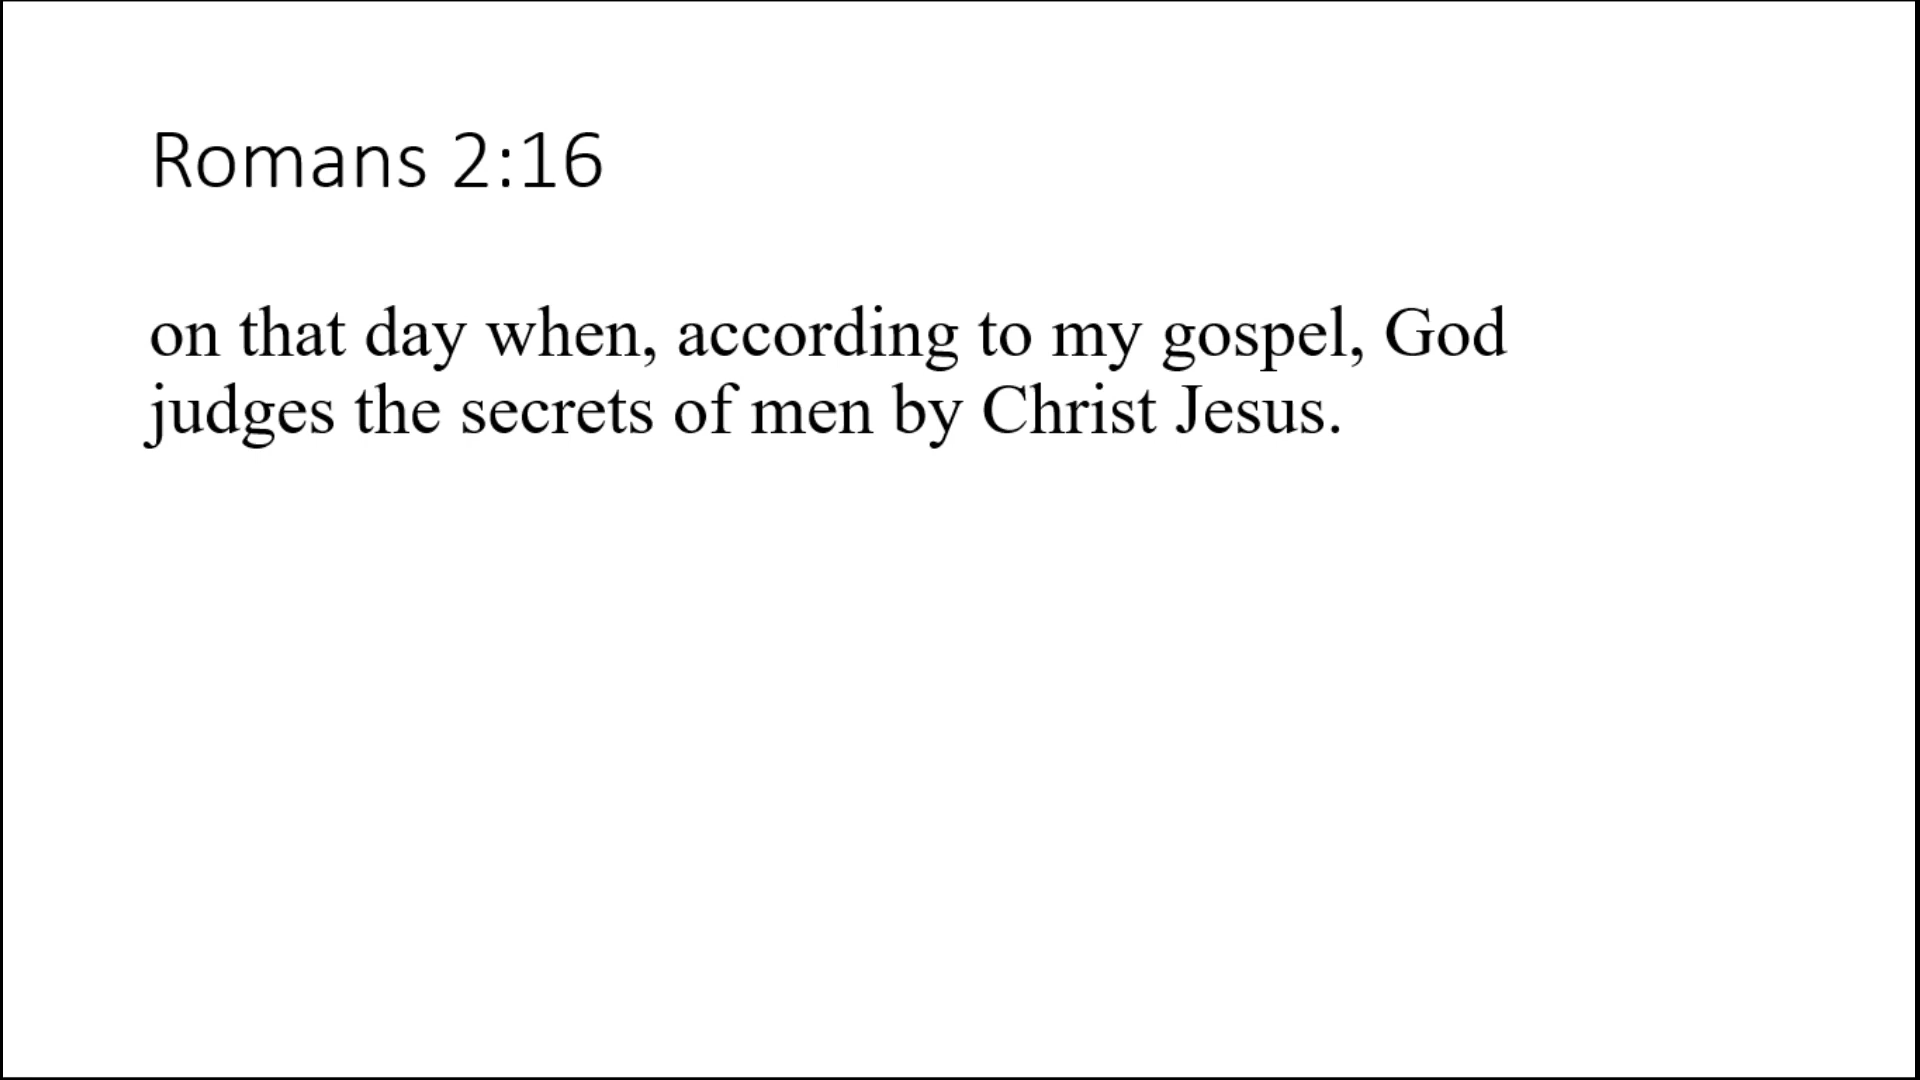 Romans 2:16
on that day when, according to my gospel, God
judges the secrets of men by Christ Jesus.